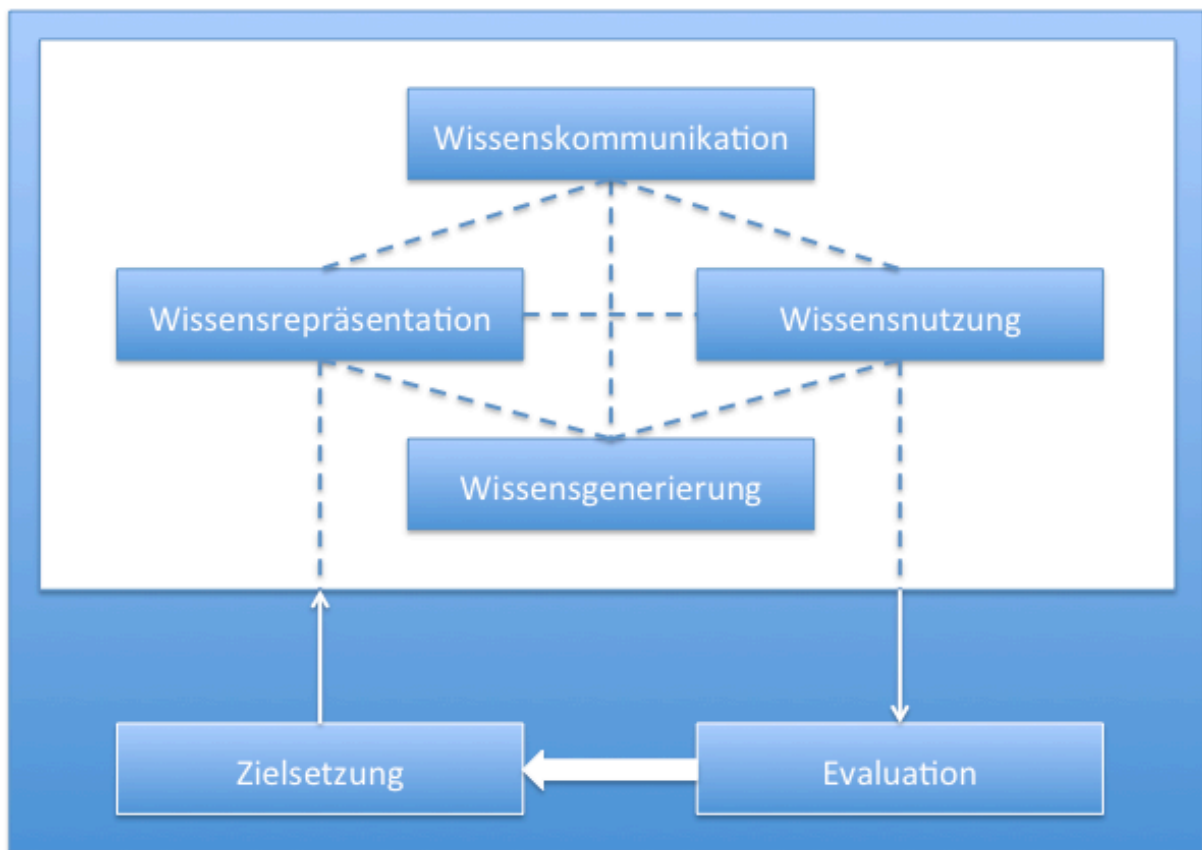 Wissenskommunikation
Wissensrepräsentation
Wissensnutzung
Wissensgenerierung
Zielsetzung
Evaluation